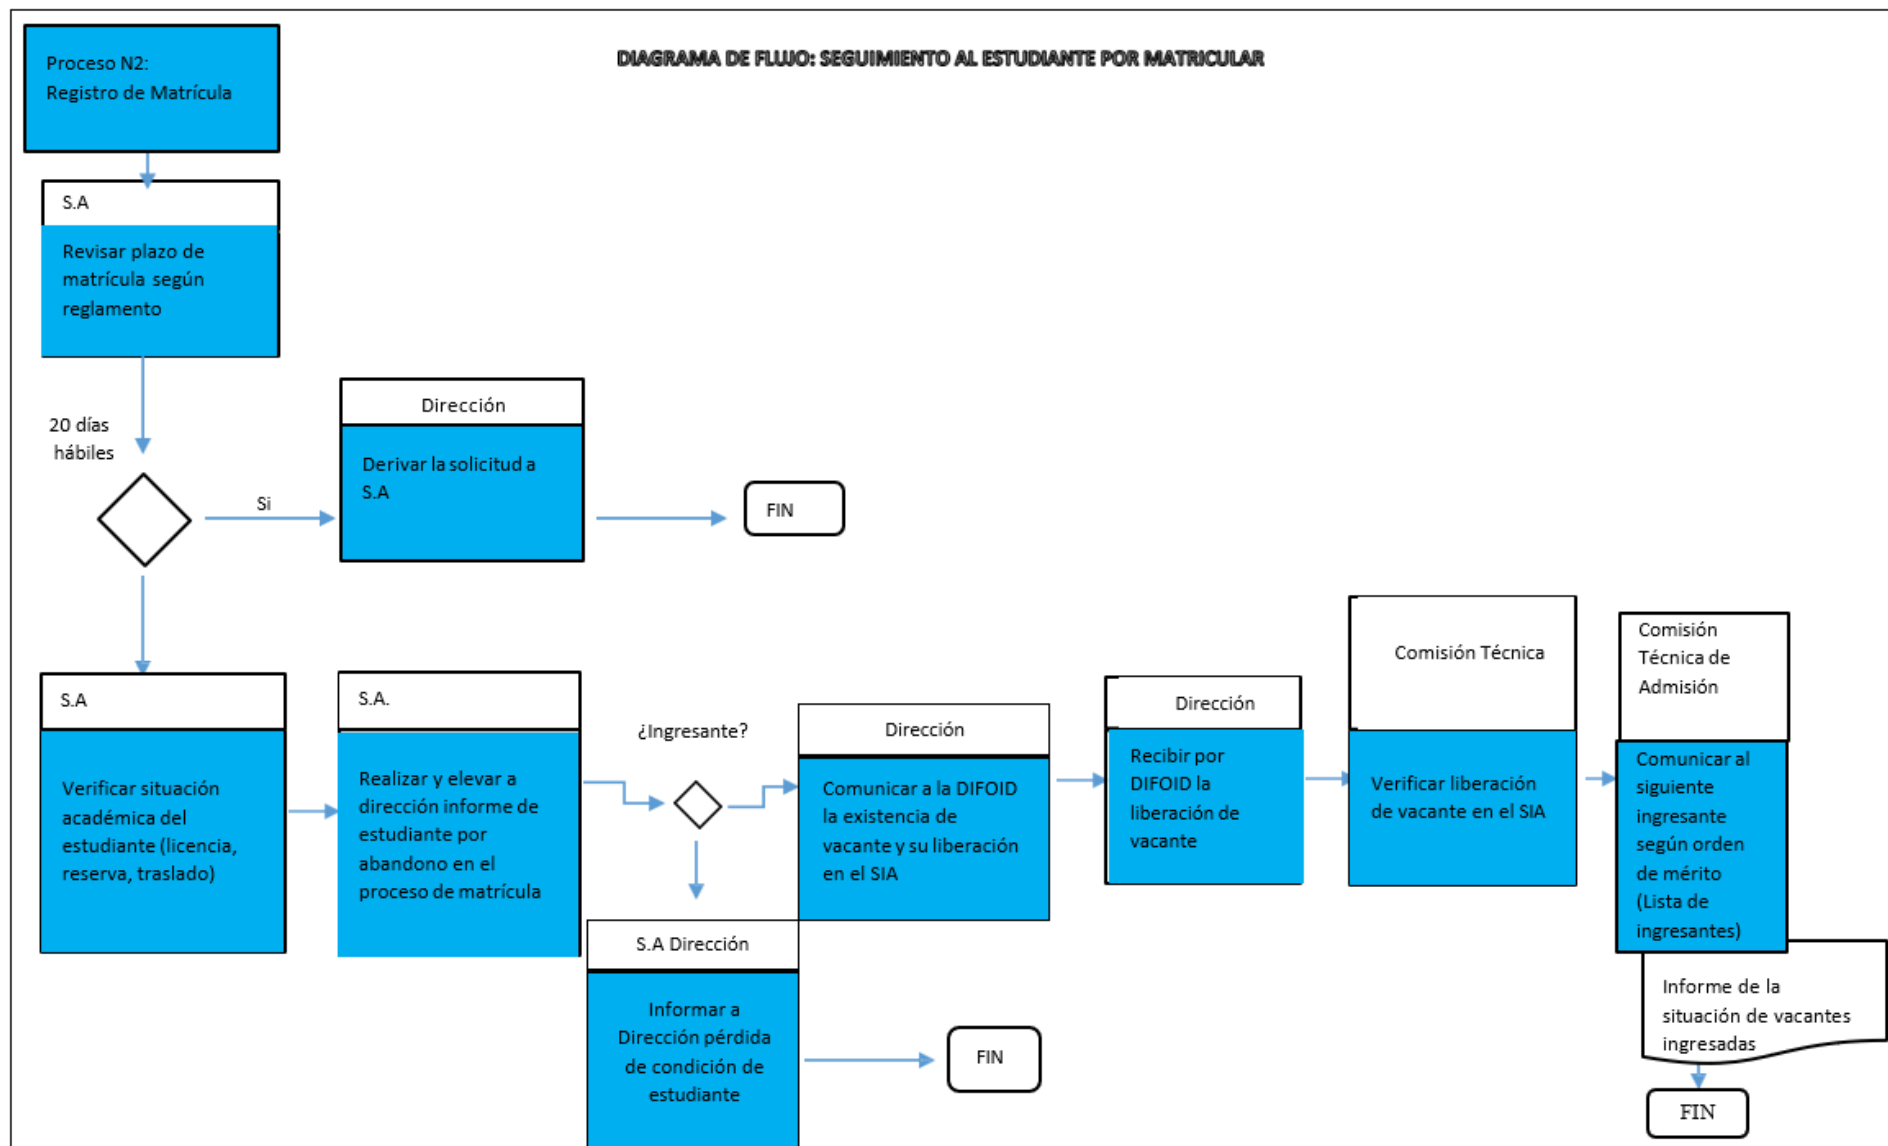 DIAGRAMA DE FLUJO: SEGUIMIENTO AL ESTUDIANTE POR MATRICULAR
Proceso N2:
Registro de Matrícula
S.A
Revisar plazo de
matrícula según
reglamento
20 días
hábiles
Si
Dirección
Derivar la solicitud a
S.A
FIN
S.A
Verificar situación
académica del
estudiante (licencia,
reserva, traslado)
S.A.
Realizar y elevar a
dirección informe de
estudiante por
abandono en el
proceso de matrícula
¿Ingresante?
Dirección
Comunicar a la DIFOID
la existencia de
vacante y su liberación
en el SIA
Dirección
Recibir por
DIFOID la
liberación de
vacante
Comisión Técnica
Verificar liberación
de vacante en el SIA
Comisión
Técnica de
Admisión
Comunicar al
siguiente
ingresante
según orden
de mérito
(Lista de
ingresantes)
S.A Dirección
Informar a
Dirección pérdida
de condición de
estudiante
FIN
Informe de la
situación de vacantes
ingresadas
FIN